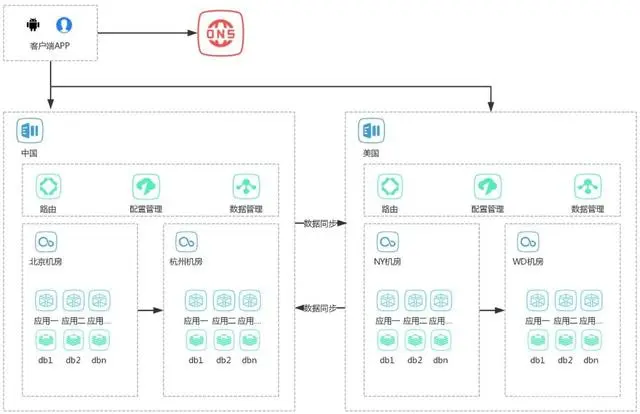 客户端APP
DNS
中国
美国
路由
配置管理
数据管理
路由
配置管理
数据管理
数据同步
北京机房
杭州机房
NY机房
WD机房
数据同步
应用一
应用二
应用...
应用一
应用二
应用...
应用一
应用二
应用...
应用一
应用二
应用...
db1
db2
dbn
db1
db2
dbn
db1
db2
dbn
db1
db2
dbn